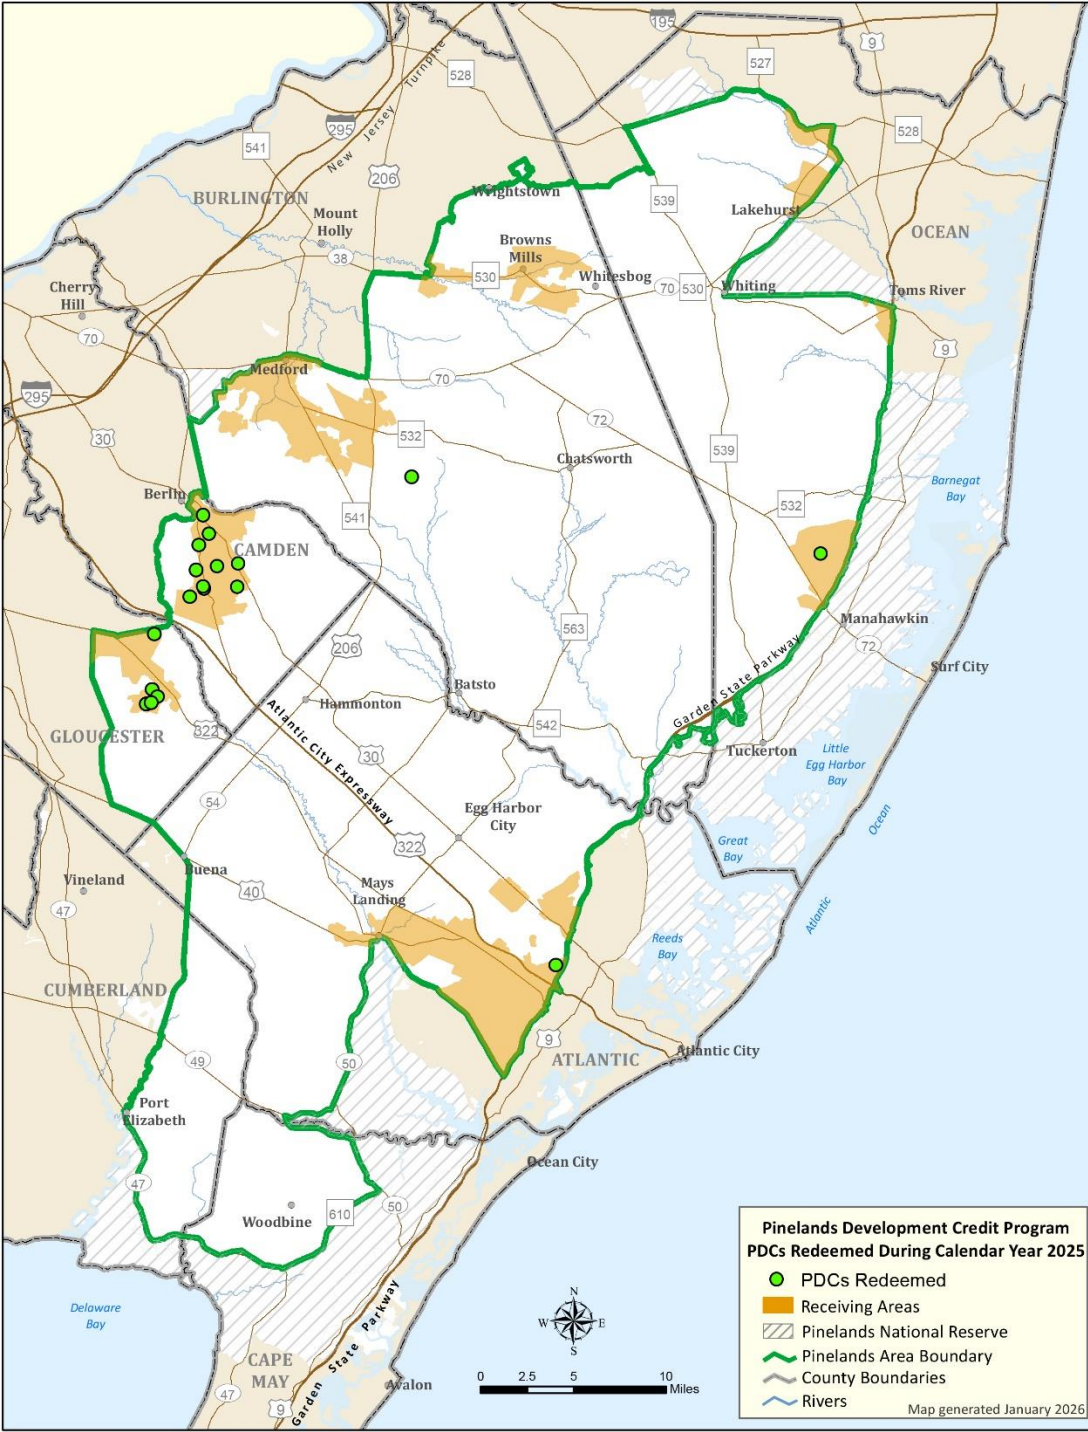 195
9
527
528
New Jersey Turnpike
295
541
528
206
BURLINGTON
Wrightstown
539
Lakehurst
Mount
Holly
OCEAN
38
Browns
Mills
530
Whitesbog
70
530
Whiting
Toms River
Cherry
Hill
70
9
Medford
70
295
72
30
532
539
Chatsworth
Barnegat
Bay
Berlin
532
541
CAMDEN
Manahawkin
563
206
72
Surf City
Garden State Parkway
Batsto
Hammonton
Atlantic City Expressway
322
542
GLOUCESTER
Tuckerton
Little
Egg Harbor
Bay
30
54
Egg Harbor
City
Ocean
322
Great
Bay
Buena
Vineland
40
Mays
Landing
47
Atlantic
Reeds
Bay
CUMBERLAND
9
Atlantic City
ATLANTIC
49
50
Port
Elizabeth
Ocean City
47
50
610
Woodbine
Delaware
Bay
Garden State Parkway
CAPE
MAY
Avalon
47
9
N
W
E
S
0 2.5 5 10
Miles
Pinelands Development Credit Program
PDCs Redeemed During Calendar Year 2025
PDCs Redeemed
Receiving Areas
Pinelands National Reserve
Pinelands Area Boundary
County Boundaries
Rivers
Map generated January 2026